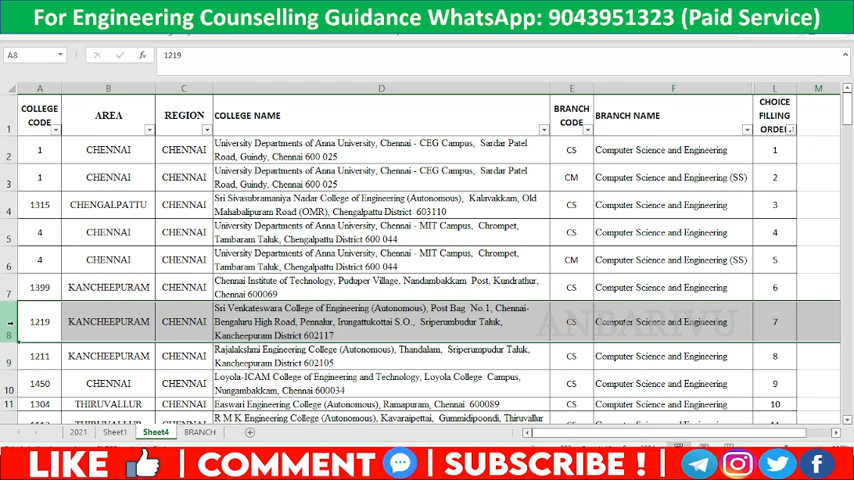 For Engineering Counselling Guidance WhatsApp: 9043951323 (Paid Service)
A8 fx 1219
A B C D E F L M
COLLEGE CODE AREA REGION COLLEGE NAME BRANCH CODE BRANCH NAME CHOICE FILLING ORDER
1
2 1 CHENNAI CHENNAI University Departments of Anna University, Chennai - CEG Campus, Sardar Patel
Road, Guindy, Chennai 600 025 CS Computer Science and Engineering 1
3 1 CHENNAI CHENNAI University Departments of Anna University, Chennai - CEG Campus, Sardar Patel
Road, Guindy, Chennai 600 025 CM Computer Science and Engineering (SS) 2
4 1315 CHENGALPATTU CHENNAI Sri Sivasubramaniya Nadar College of Engineering (Autonomous), Kalavakkam, Old
Mahabalipuram Road (OMR), Chengalpattu District 603110 CS Computer Science and Engineering 3
5 4 CHENNAI CHENNAI University Departments of Anna University, Chennai - MIT Campus, Chrompet,
Tambaram Taluk, Chengalpattu District 600 044 CS Computer Science and Engineering 4
6 4 CHENNAI CHENNAI University Departments of Anna University, Chennai - MIT Campus, Chrompet,
Tambaram Taluk, Chengalpattu District 600 044 CM Computer Science and Engineering (SS) 5
7 1399 KANCHEEPURAM CHENNAI Chennai Institute of Technology, Puduper Village, Nandambakkam Post, Kundrathur,
Chennai 600069 CS Computer Science and Engineering 6
8 1219 KANCHEEPURAM CHENNAI Sri Venkateswara College of Engineering (Autonomous), Post Bag No.1, Chennai-
Bengaluru High Road, Pennalur, Irungattukottai S.O., Sriperumbudur Taluk,
Kancheepuram District 602117 CS Computer Science and Engineering 7
ANBARIVU
9 1211 KANCHEEPURAM CHENNAI Rajalakshmi Engineering College (Autonomous), Thandalam, Sriperumpudur Taluk,
Kancheepuram District 602105 CS Computer Science and Engineering 8
10 1450 CHENNAI CHENNAI Loyola-ICAM College of Engineering and Technology, Loyola College Campus,
Nungambakkam, Chennai 600034 CS Computer Science and Engineering 9
11 1304 THIRUVALLUR CHENNAI Easwari Engineering College (Autonomous), Ramapuram, Chennai 600089 CS Computer Science and Engineering 10
R M K Engineering College (Autonomous), Kavaraipettai, Gummidipoondi, Thiruvallur
2021 Sheet1 Sheet4 BRANCH
LIKE | COMMENT | SUBSCRIBE ! |